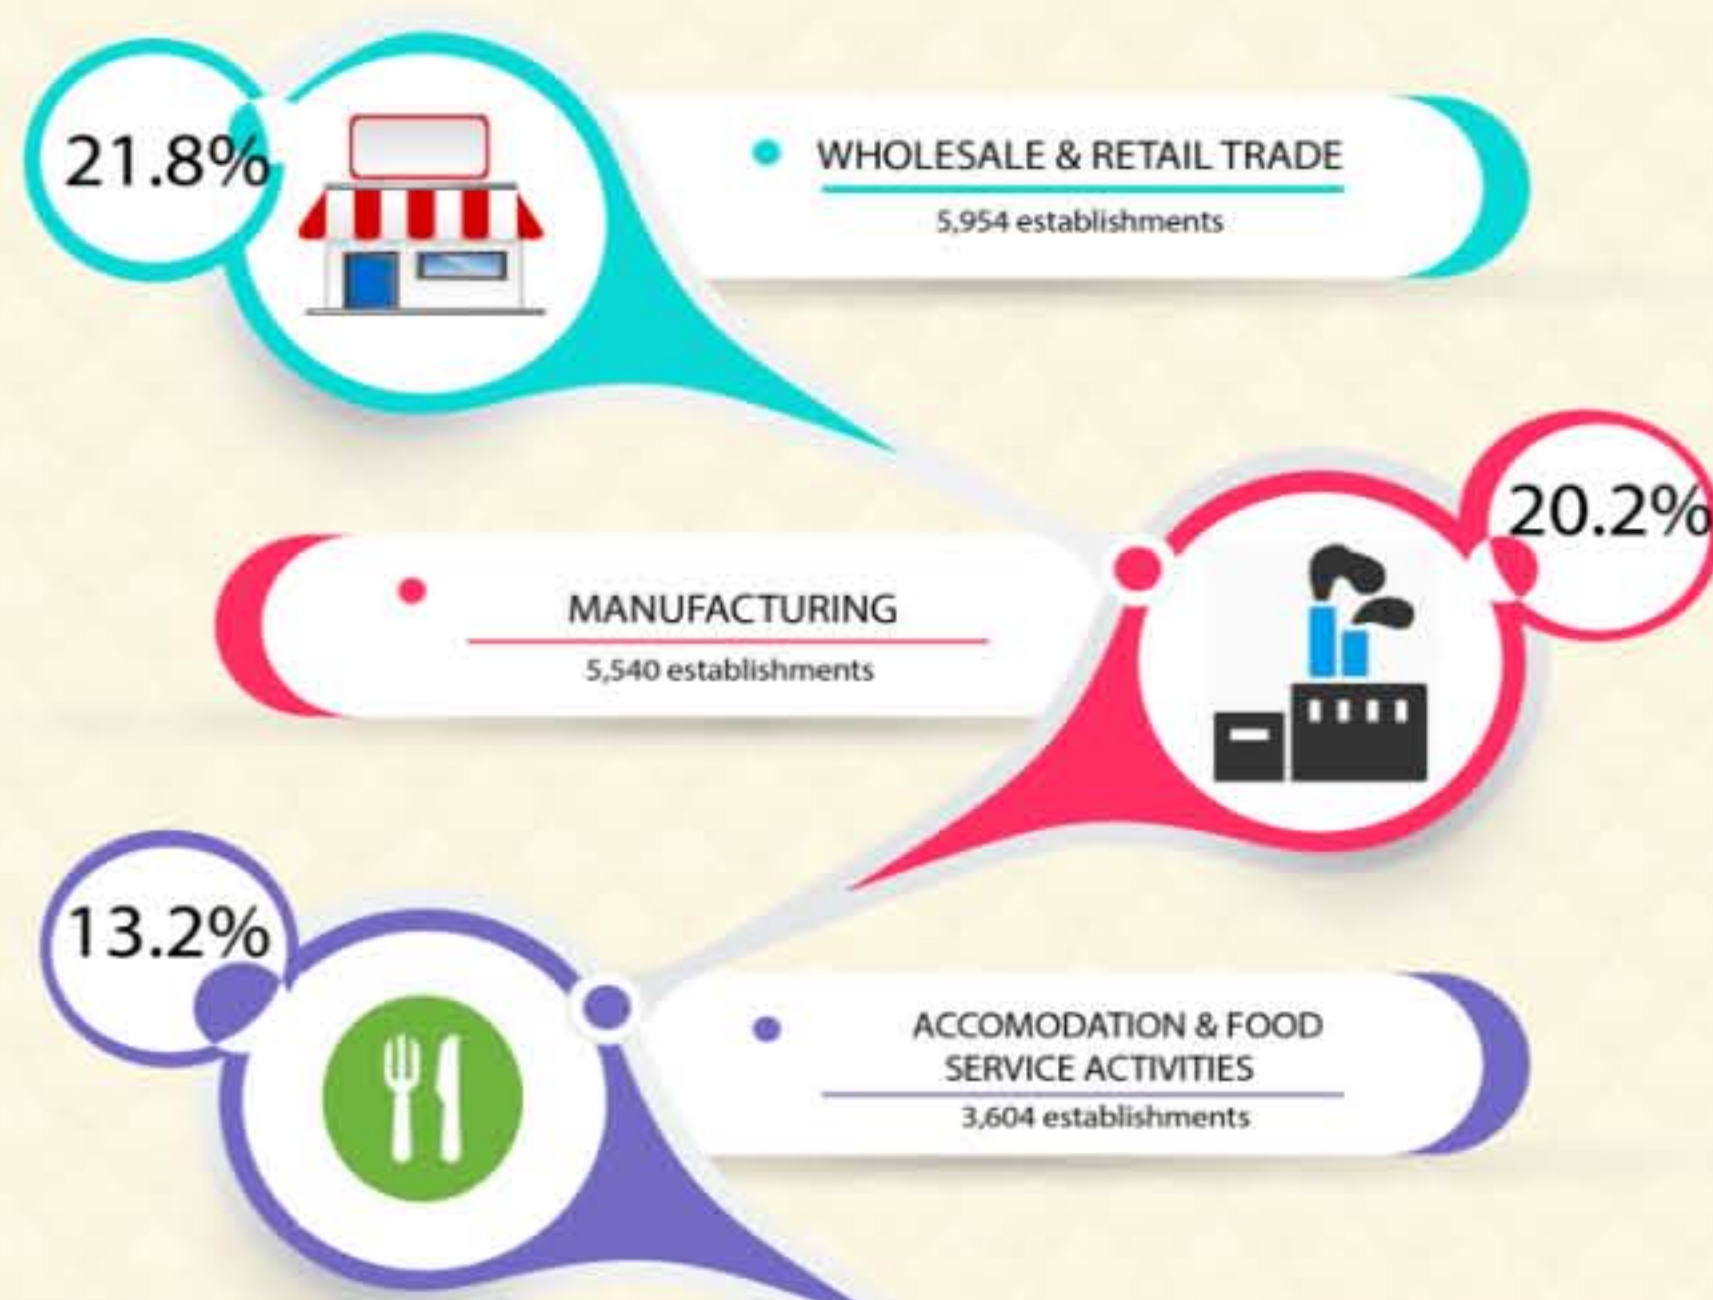 21.8%
WHOLESALE & RETAIL TRADE
5,954 establishments
20.2%
MANUFACTURING
5,540 establishments
13.2%
ACCOMODATION & FOOD
SERVICE ACTIVITIES
3,604 establishments